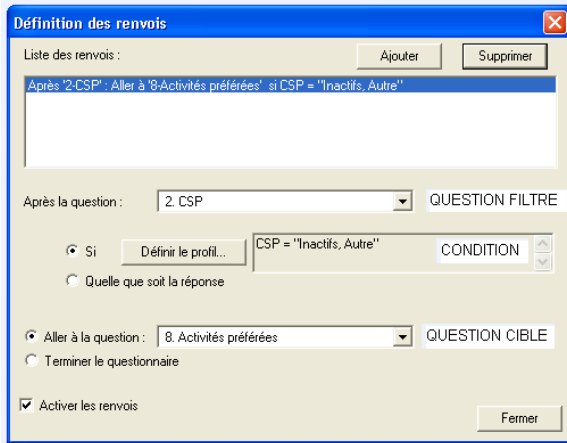 Définition des renvois
Liste des renvois :
Ajouter
Supprimer
Après '2-CSP' : Aller à '8-Activités préférées' si CSP = "Inactifs, Autre"
Après la question :
2. CSP
QUESTION FILTRE
Si
Définir le profil...
CSP = "Inactifs, Autre"
CONDITION
Quelle que soit la réponse
Aller à la question :
8. Activités préférées
QUESTION CIBLE
Terminer le questionnaire
Activer les renvois
Fermer